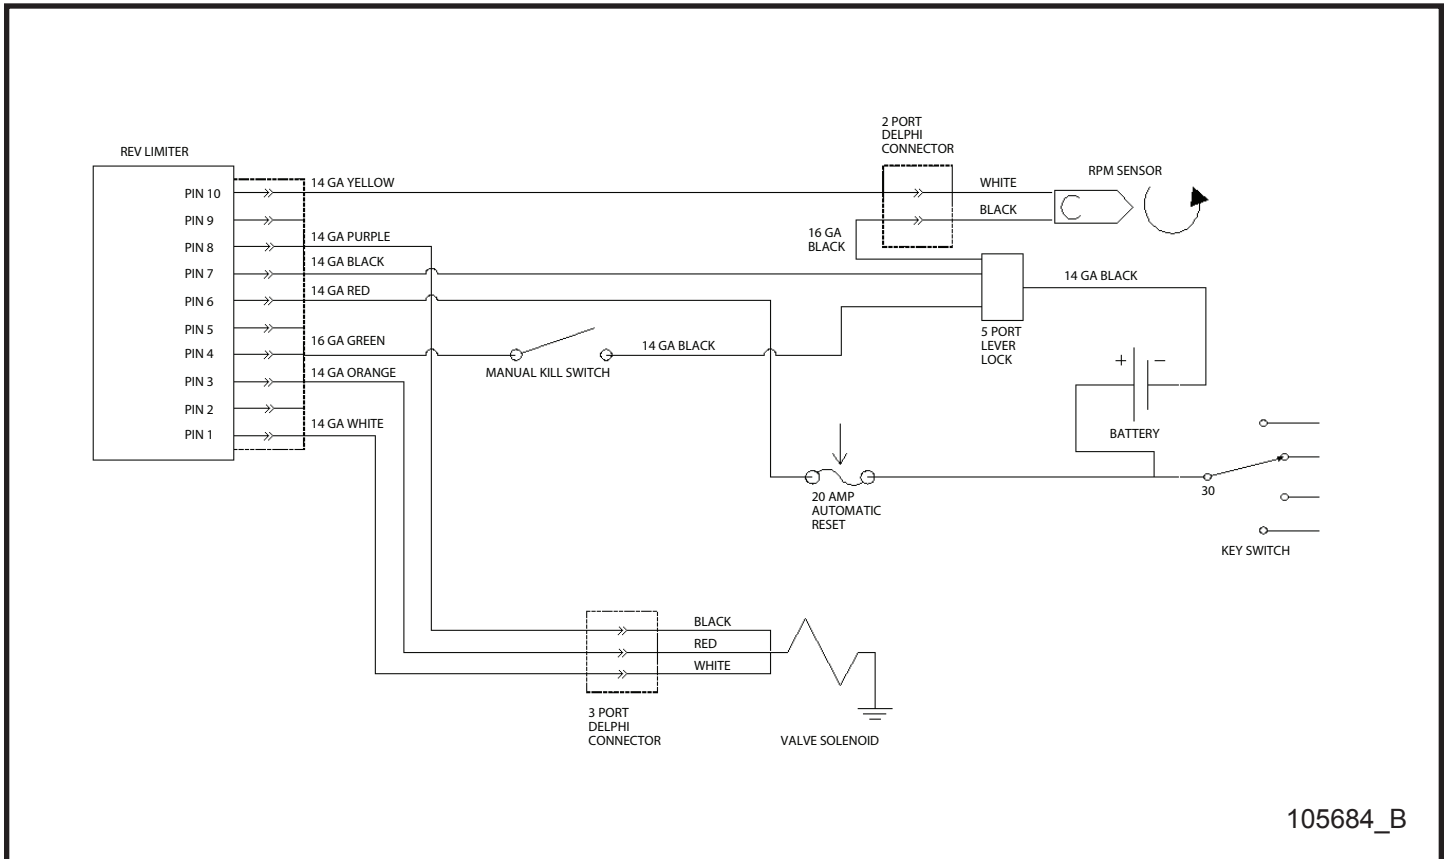 REV LIMITER
PIN 10
PIN 9
PIN 8
PIN 7
PIN 6
PIN 5
PIN 4
PIN 3
PIN 2
PIN 1
14 GA YELLOW
14 GA PURPLE
14 GA BLACK
14 GA RED
16 GA GREEN
14 GA ORANGE
14 GA WHITE
MANUAL KILL SWITCH
14 GA BLACK
2 PORT
DELPHI
CONNECTOR
WHITE
BLACK
RPM SENSOR
16 GA
BLACK
14 GA BLACK
5 PORT
LEVER
LOCK
+
−
BATTERY
20 AMP
AUTOMATIC
RESET
30
KEY SWITCH
BLACK
RED
WHITE
3 PORT
DELPHI
CONNECTOR
VALVE SOLENOID
105684_B